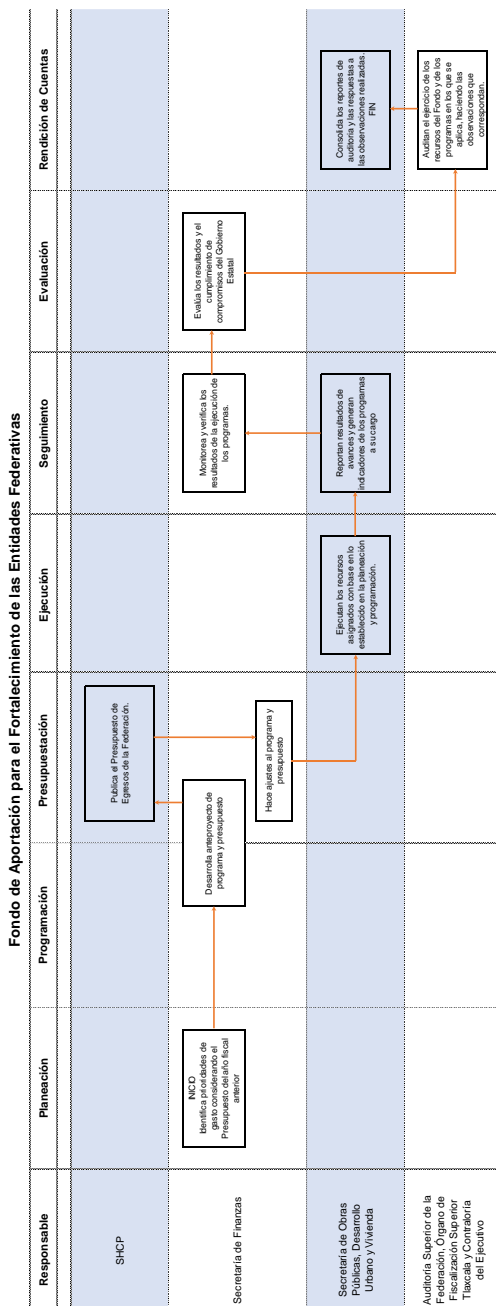 Fondo de Aportación para el Fortalecimiento de las Entidades Federativas
Responsable
Planeación
Programación
Presupuestación
Ejecución
Seguimiento
Evaluación
Rendición de Cuentas
SHCP
Publica el Presupuesto de
Egresos de la Federación.
Secretaría de Finanzas
INICIO
Identifica prioridades de
gasto considerando el
Presupuesto del año fiscal
anterior
Desarrolla anteproyecto de
programa y presupuesto
Hace ajustes al programa y
presupuesto
Monitorea y verifica los
resultados de la ejecución de
los programas.
Evalúa los resultados y el
cumplimiento de
compromisos del Gobierno
Estatal
Secretaría de Obras
Públicas, Desarrollo
Urbano y Vivienda
Ejecutan los recursos
asignados con base en lo
establecido en la planeación
y programación.
Reportan resultados de
avances y generan
indicadores de los programas
a su cargo
Consolida los reportes de
auditoria y las respuestas a
las observaciones realizadas.
FIN
Auditoría Superior de la
Federación, Órgano de
Fiscalización Superior
Tlaxcala y Contraloría
del Ejecutivo
Auditan el ejercicio de los
recursos del Fondo y de los
programas en los que se
aplica, haciendo las
observaciones que
correspondan.